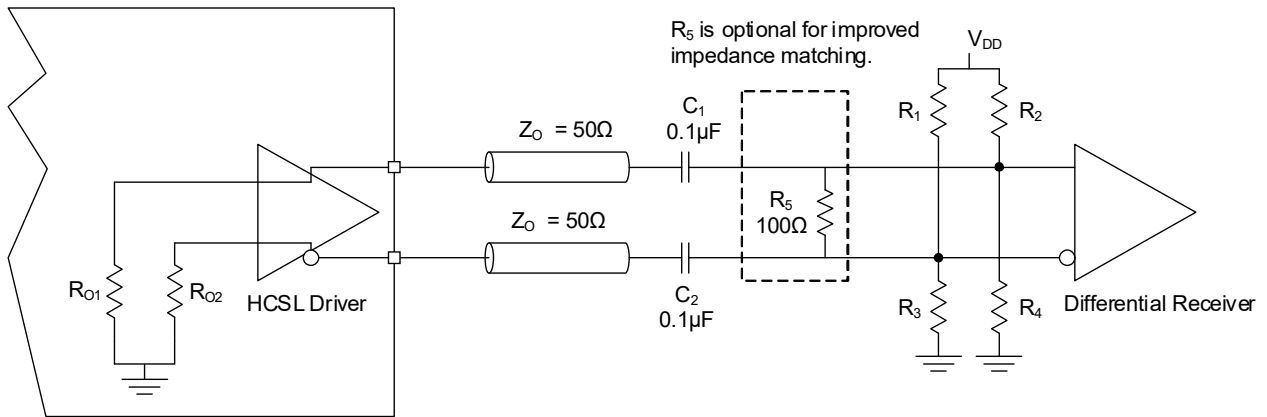 R5 is optional for improved
impedance matching.
VDD
C1
0.1µF
R1
R2
ZO = 50Ω
R5
100Ω
ZO = 50Ω
RO1
RO2
HCSL Driver
C2
0.1µF
R3
R4
Differential Receiver